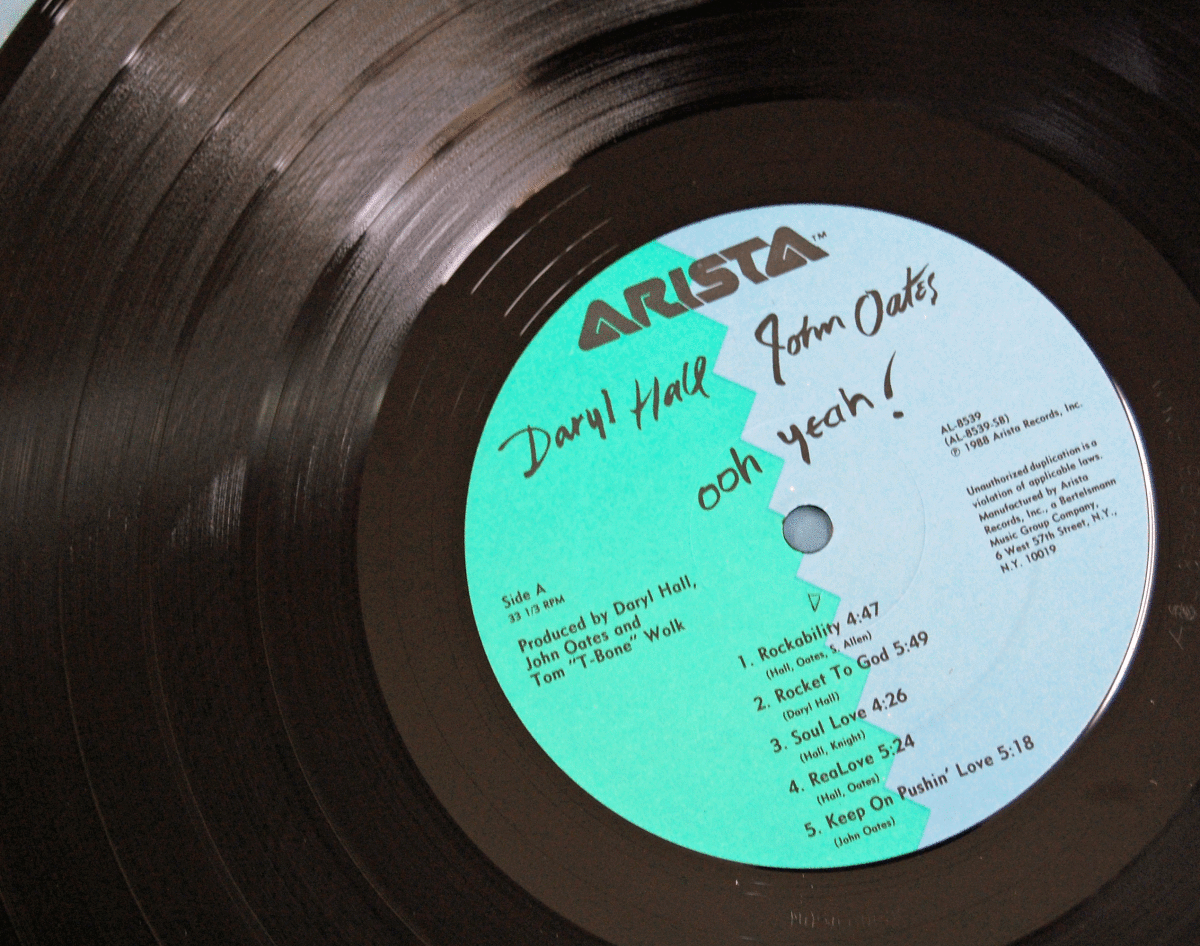 ARISTA™
Daryl Hall John Oates
ooh yeah!
AL-8539
(AL-8539-SB)
℗ 1988 Arista Records, Inc.
Unauthorized duplication is a
violation of applicable laws.
Manufactured by Arista
Records, Inc., a Bertelsmann
Music Group Company,
6 West 57th Street, N.Y.,
N.Y. 10019
Side A
33 1/3 RPM
Produced by Daryl Hall,
John Oates and
Tom "T-Bone" Wolk
1. Rockability 4:47
(Hall, Oates, S. Allen)
2. Rocket To God 5:49
(Daryl Hall)
3. Soul Love 4:26
(Hall, Knight)
4. ReaLove 5:24
(Hall, Oates)
5. Keep On Pushin' Love 5:18
(John Oates)